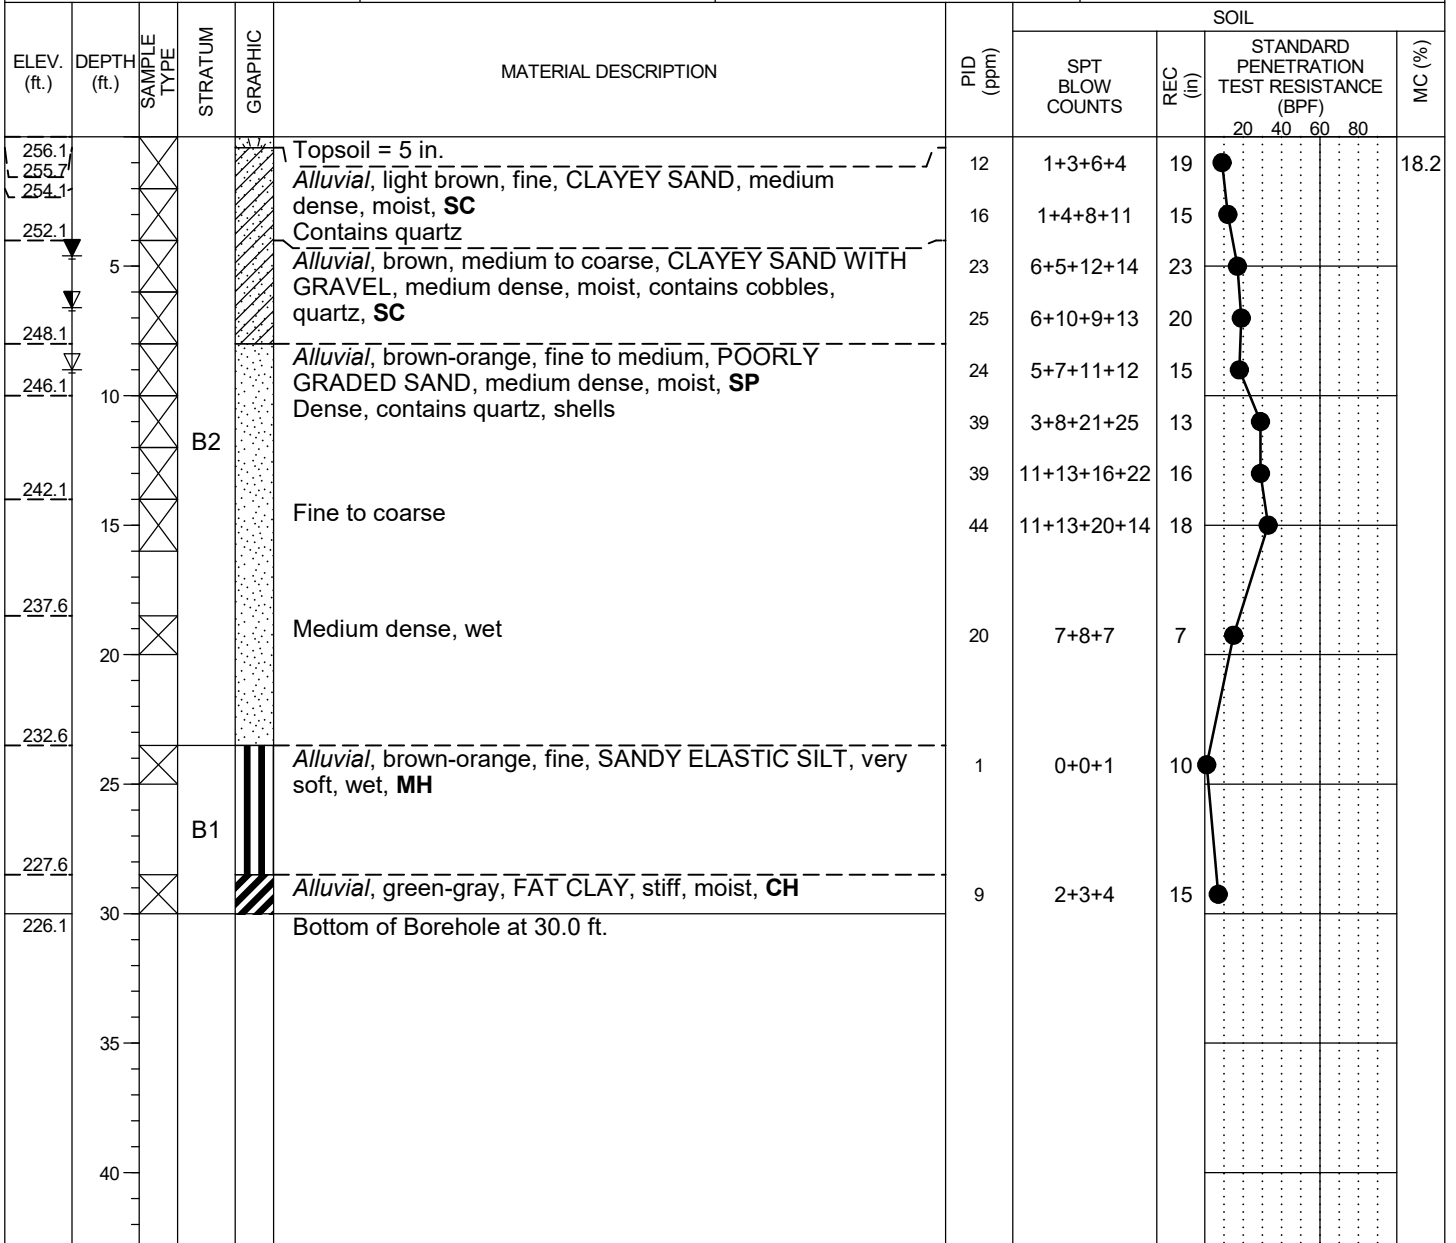 SOIL
ELEV. (ft.) DEPTH (ft.) SAMPLE TYPE STRATUM GRAPHIC MATERIAL DESCRIPTION PID (ppm) SPT BLOW COUNTS REC (in) STANDARD PENETRATION TEST RESISTANCE (BPF) MC (%)
20 40 60 80
256.1 Topsoil = 5 in. 12 1+3+6+4 19 18.2
255.7
254.1 Alluvial, light brown, fine, CLAYEY SAND, medium
dense, moist, SC 16 1+4+8+11 15
252.1 Contains quartz
5 Alluvial, brown, medium to coarse, CLAYEY SAND WITH 23 6+5+12+14 23
GRAVEL, medium dense, moist, contains cobbles,
quartz, SC 25 6+10+9+13 20
248.1
Alluvial, brown-orange, fine to medium, POORLY
GRADED SAND, medium dense, moist, SP 24 5+7+11+12 15
246.1 10 Dense, contains quartz, shells
39 3+8+21+25 13
B2
39 11+13+16+22 16
242.1
Fine to coarse
15 44 11+13+20+14 18
237.6
Medium dense, wet 20 7+8+7 7
20
232.6
Alluvial, brown-orange, fine, SANDY ELASTIC SILT, very 1 0+0+1 10
25 soft, wet, MH
B1
227.6
Alluvial, green-gray, FAT CLAY, stiff, moist, CH 9 2+3+4 15
30
226.1 Bottom of Borehole at 30.0 ft.
35
40